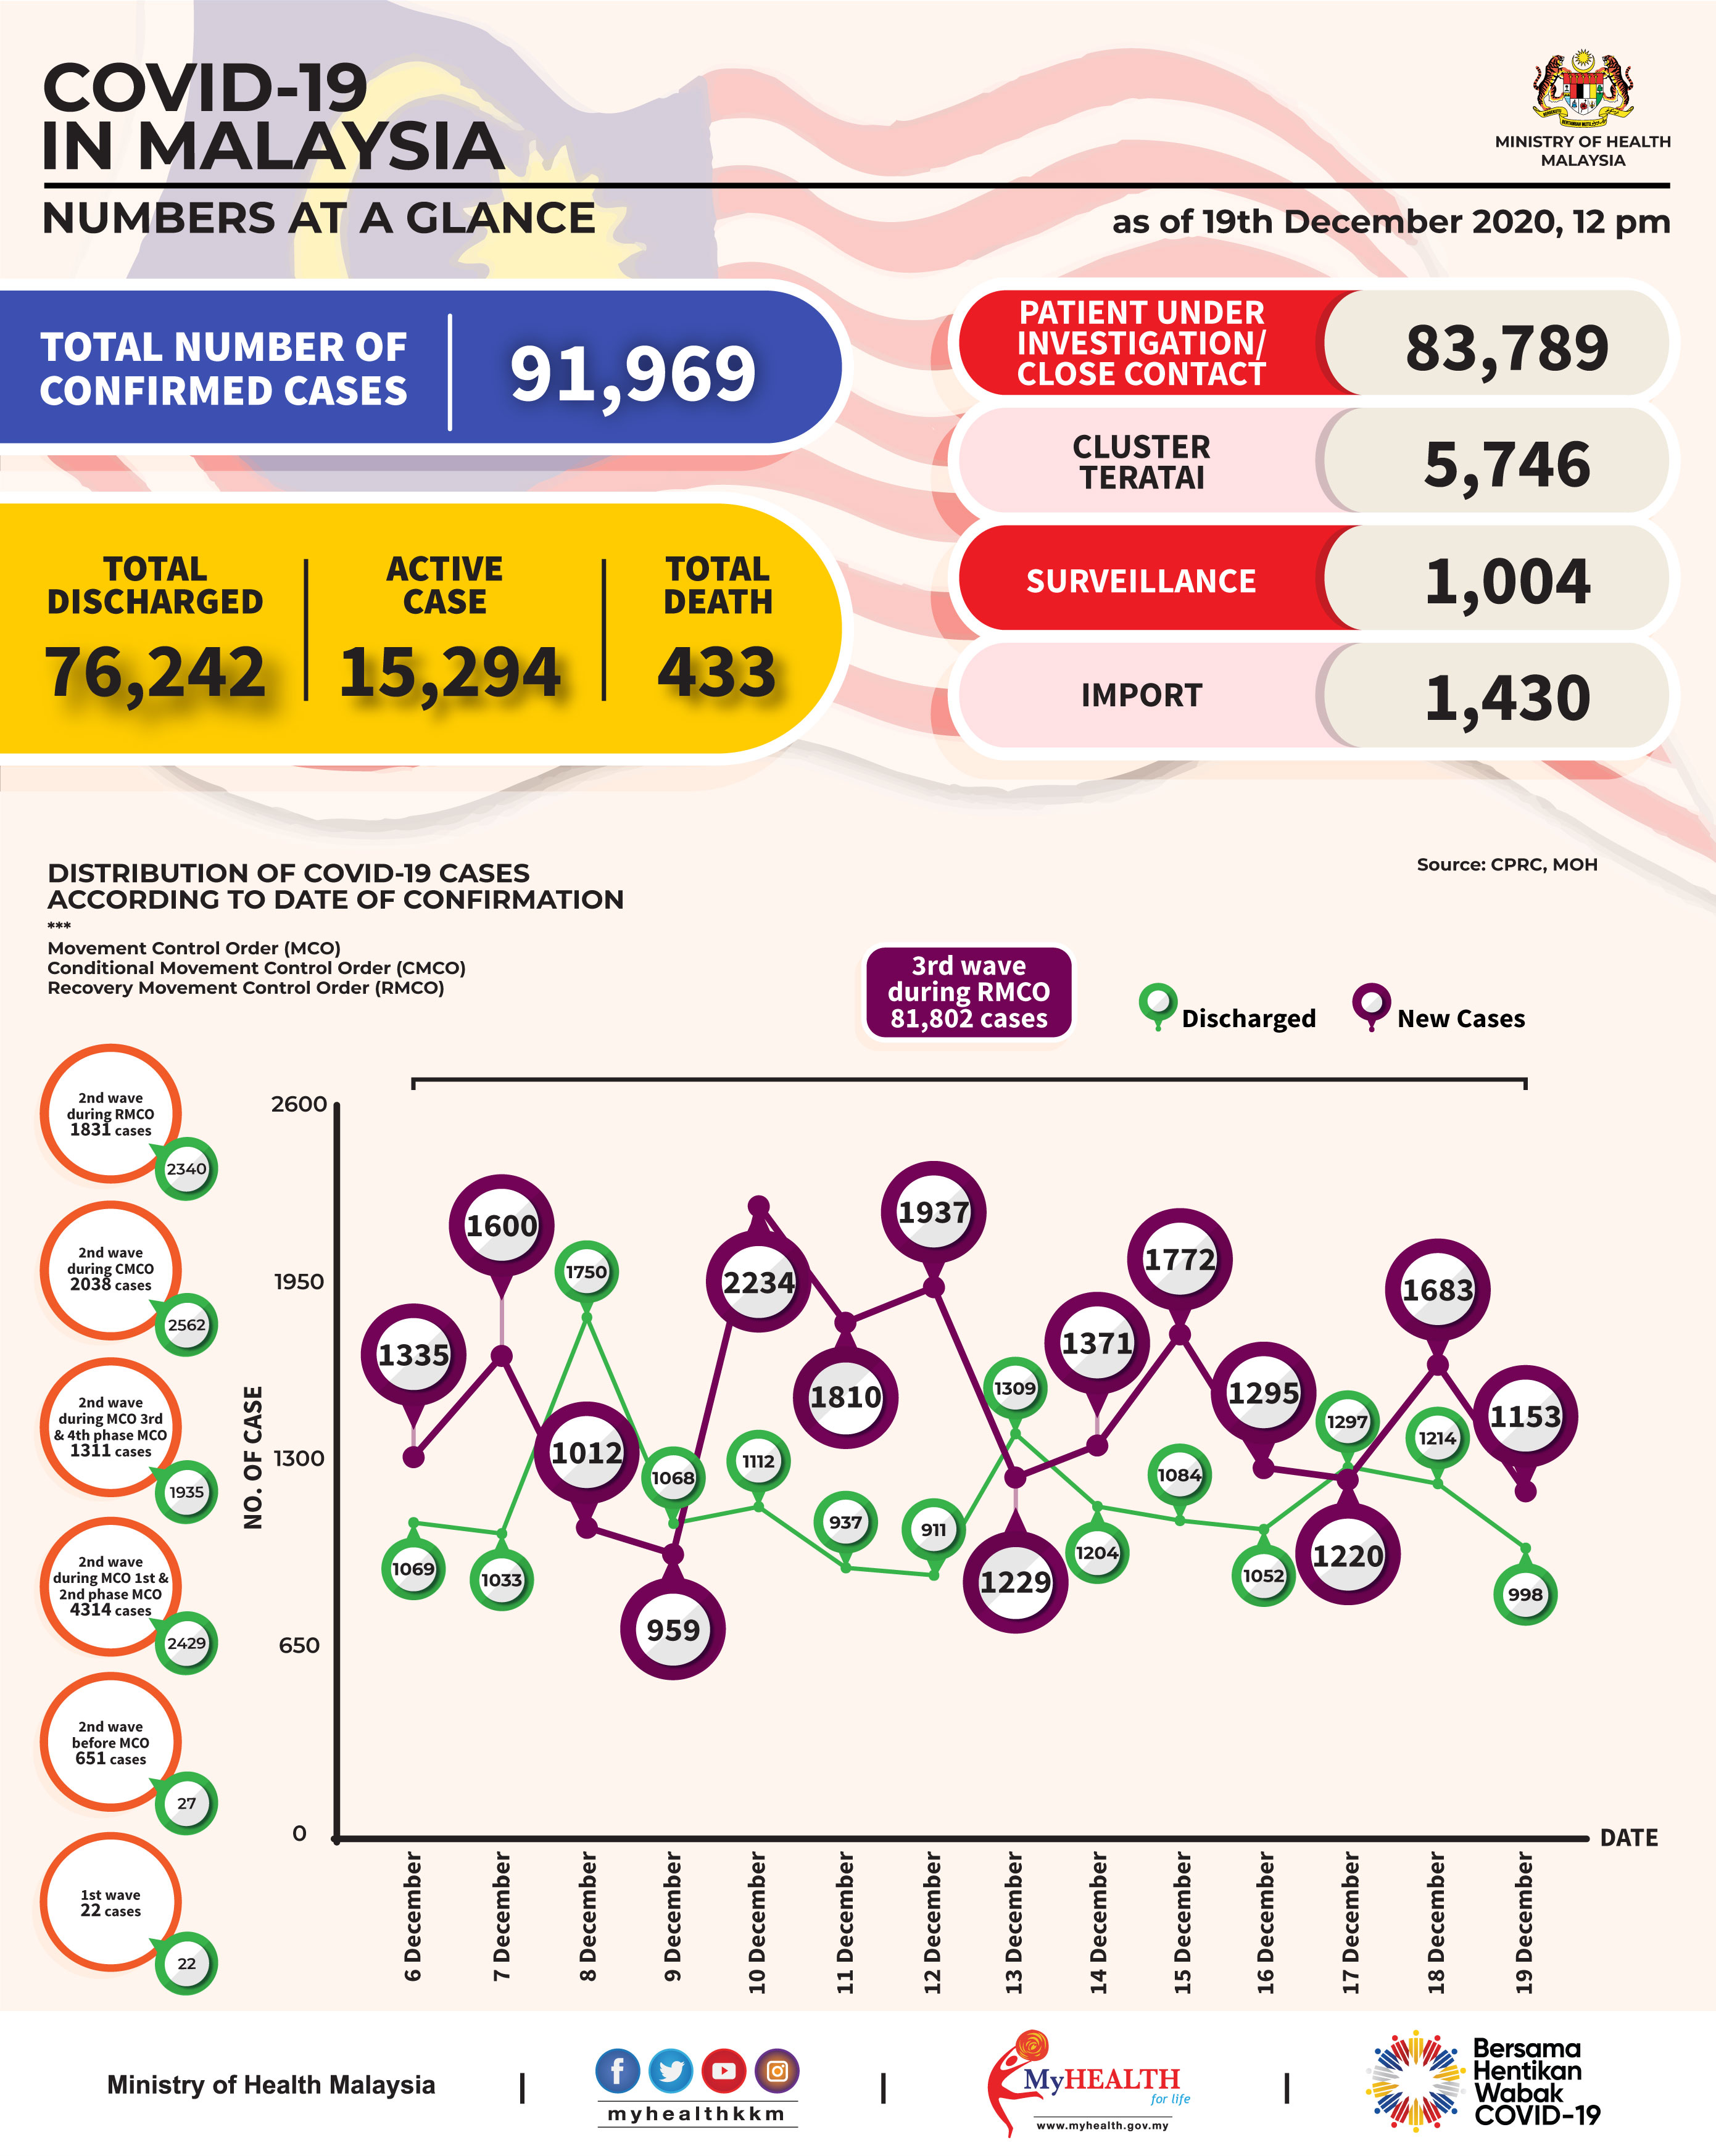 COVID-19
IN MALAYSIA
MINISTRY OF HEALTH
MALAYSIA
NUMBERS AT A GLANCE
as of 19th December 2020, 12 pm
TOTAL NUMBER OF
CONFIRMED CASES
91,969
TOTAL
DISCHARGED
76,242
ACTIVE
CASE
15,294
TOTAL
DEATH
433
PATIENT UNDER
INVESTIGATION/
CLOSE CONTACT
83,789
CLUSTER
TERATAI
5,746
SURVEILLANCE
1,004
IMPORT
1,430
DISTRIBUTION OF COVID-19 CASES
ACCORDING TO DATE OF CONFIRMATION
***
Movement Control Order (MCO)
Conditional Movement Control Order (CMCO)
Recovery Movement Control Order (RMCO)
Source: CPRC, MOH
3rd wave
during RMCO
81,802 cases
Discharged
New Cases
2nd wave
during RMCO
1831 cases
2340
2nd wave
during CMCO
2038 cases
2562
2nd wave
during MCO 3rd
& 4th phase MCO
1311 cases
1935
2nd wave
during MCO 1st &
2nd phase MCO
4314 cases
2429
2nd wave
before MCO
651 cases
27
1st wave
22 cases
22
NO. OF CASE
2600
1950
1300
650
0
1335
1600
1012
959
2234
1810
1937
1229
1371
1772
1295
1220
1683
1153
1069
1033
1750
1068
1112
937
911
1309
1204
1084
1052
1297
1214
998
DATE
6 December
7 December
8 December
9 December
10 December
11 December
12 December
13 December
14 December
15 December
16 December
17 December
18 December
19 December
Ministry of Health Malaysia
myhealthkkm
MyHEALTH
for life
www.myhealth.gov.my
Bersama
Hentikan
Wabak
COVID-19